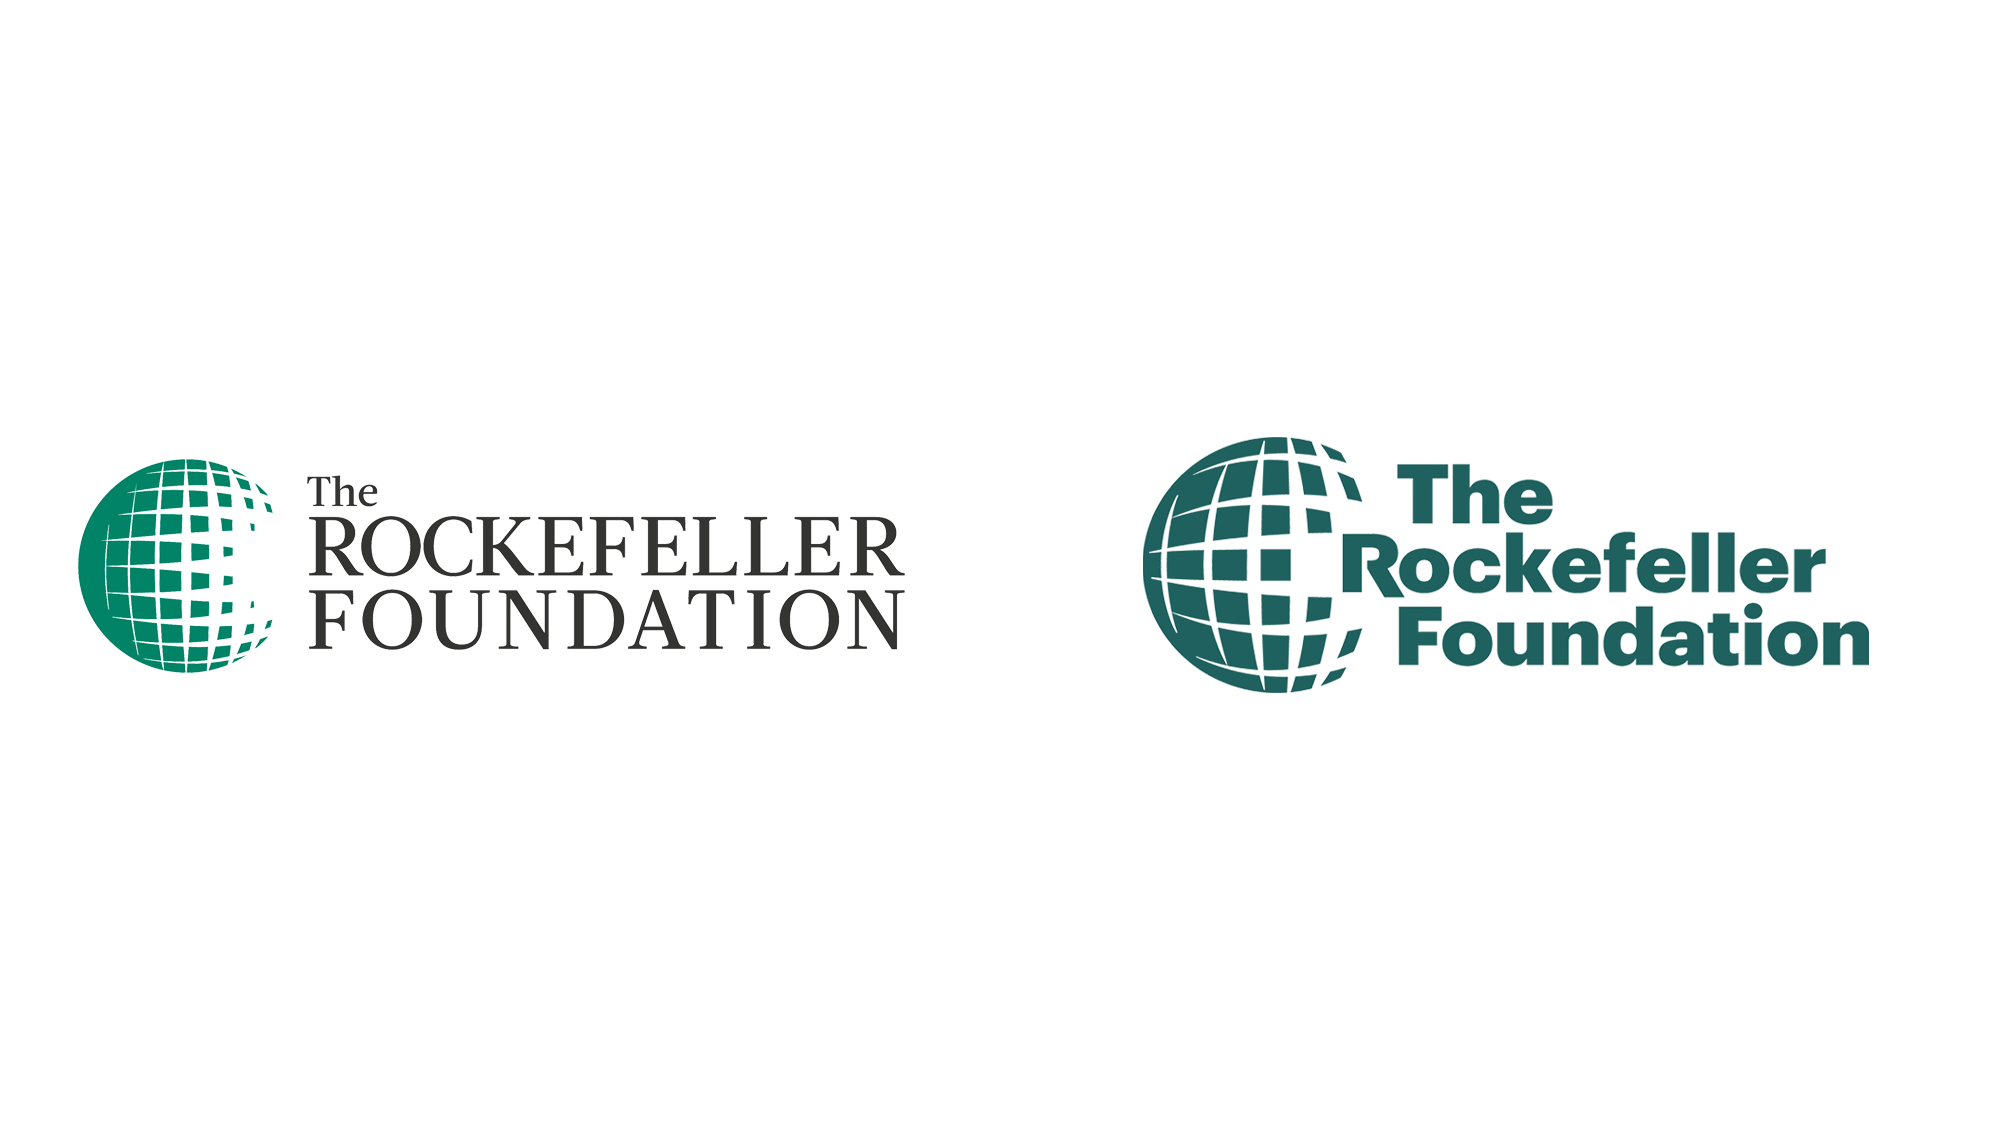 The
ROCKEFELLER
FOUNDATION
The
Rockefeller
Foundation